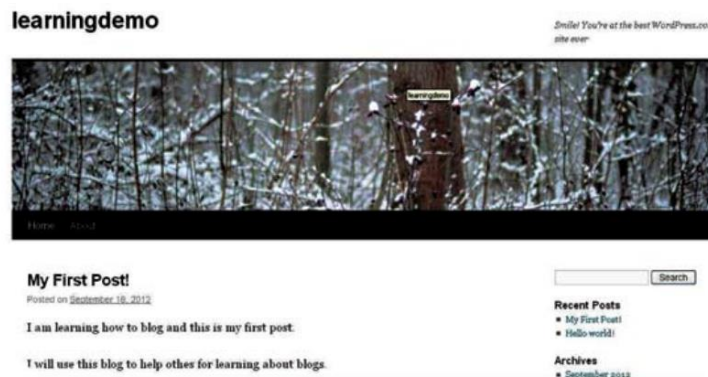 learningdemo
Smile! You're at the best WordPress.co
site ever
learningdemo
Home About
My First Post!
Posted on September 18, 2012
I am learning how to blog and this is my first post.
I will use this blog to help othes for learning about blogs.
Search
Recent Posts
My First Post!
Hello world!
Archives
September 2012